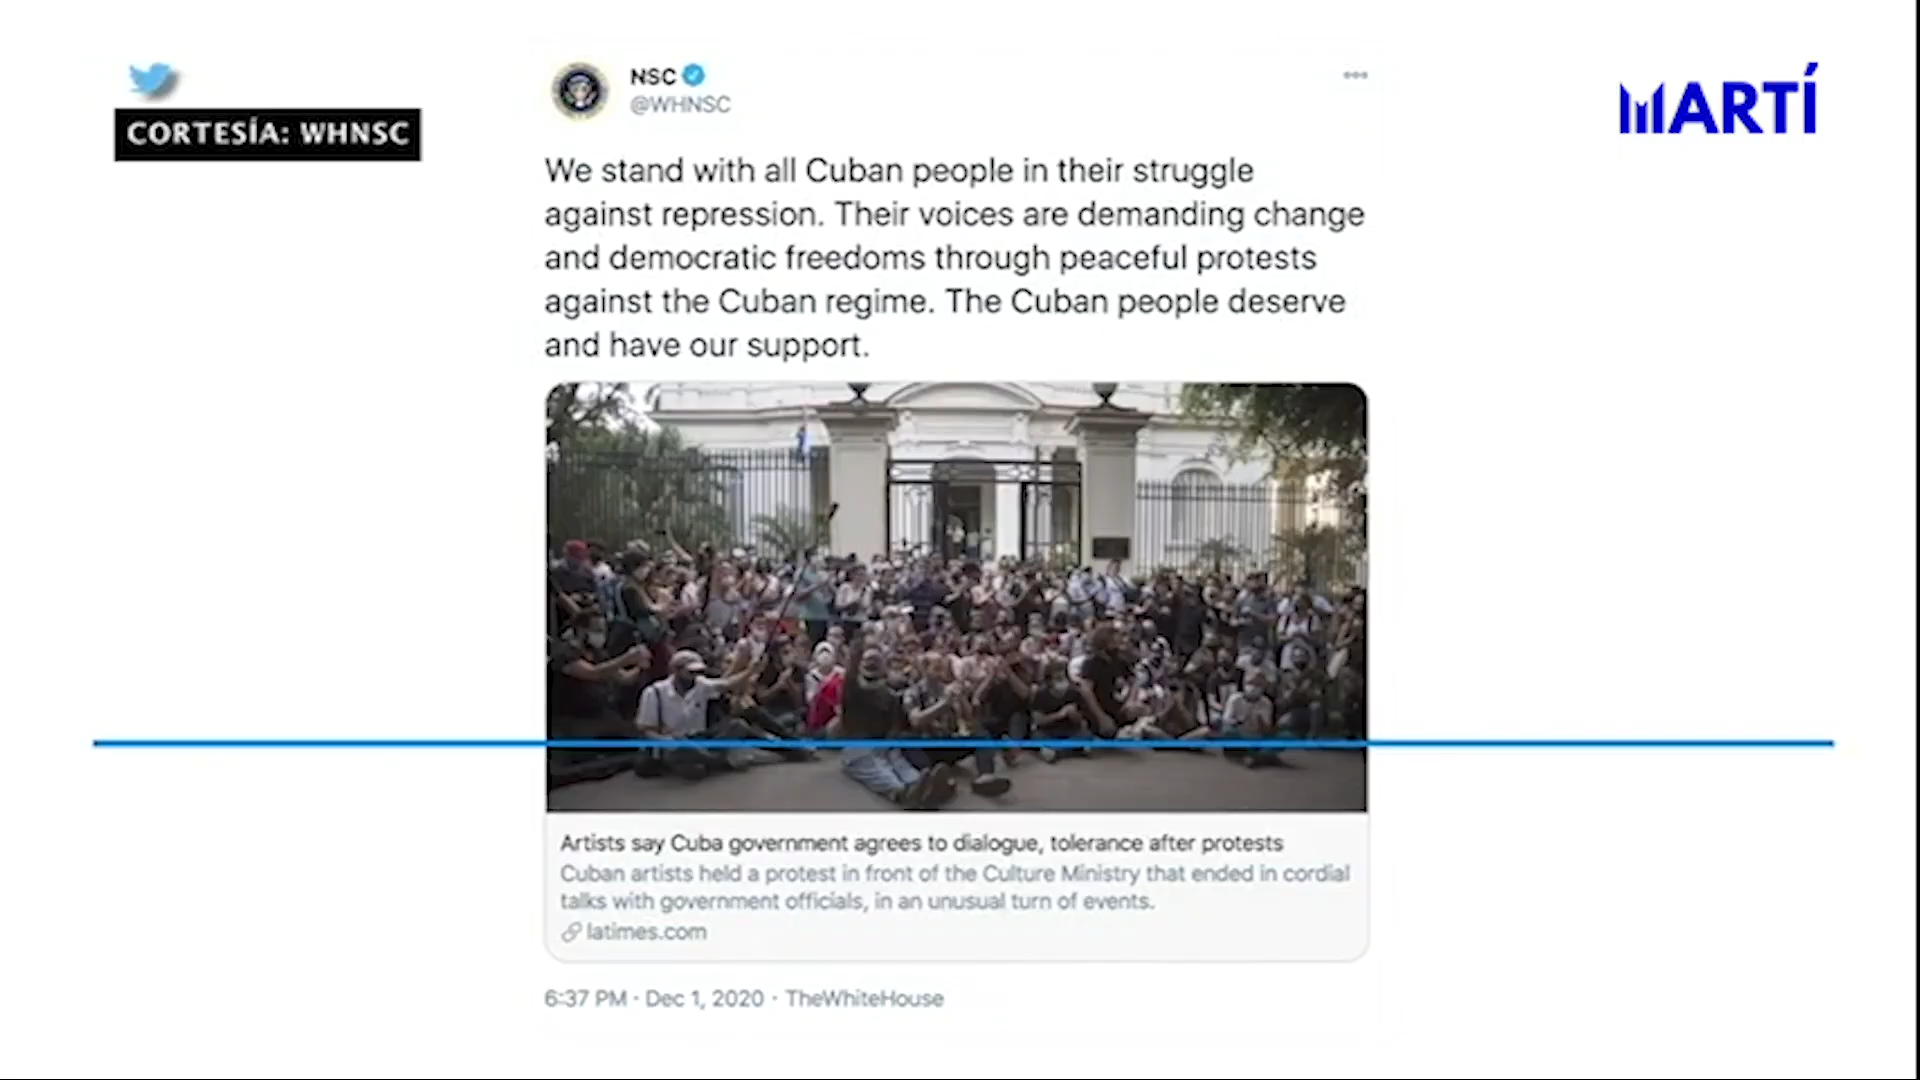 CORTESÍA: WHNSC
MARTÍ
NSC
@WHNSC
We stand with all Cuban people in their struggle
against repression. Their voices are demanding change
and democratic freedoms through peaceful protests
against the Cuban regime. The Cuban people deserve
and have our support.
Artists say Cuba government agrees to dialogue, tolerance after protests
Cuban artists held a protest in front of the Culture Ministry that ended in cordial
talks with government officials, in an unusual turn of events.
latimes.com
6:37 PM · Dec 1, 2020 · TheWhiteHouse